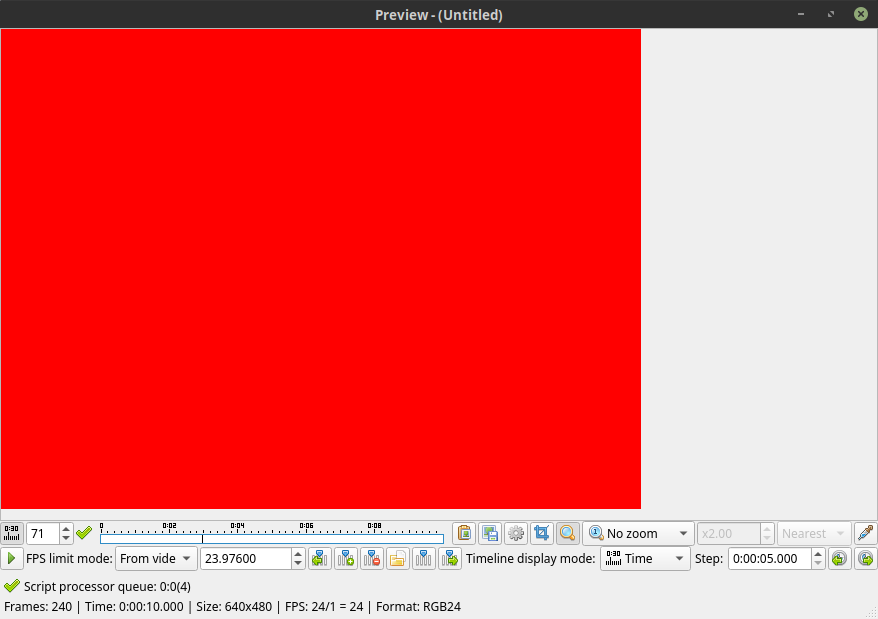 Preview - (Untitled)
0:30 71 0 0:02 0:04 0:06 0:08 No zoom x2.00 Nearest
FPS limit mode: From vide 23.97600 Timeline display mode: 0:30 Time Step: 0:00:05.000
Script processor queue: 0:0(4)
Frames: 240 | Time: 0:00:10.000 | Size: 640x480 | FPS: 24/1 = 24 | Format: RGB24